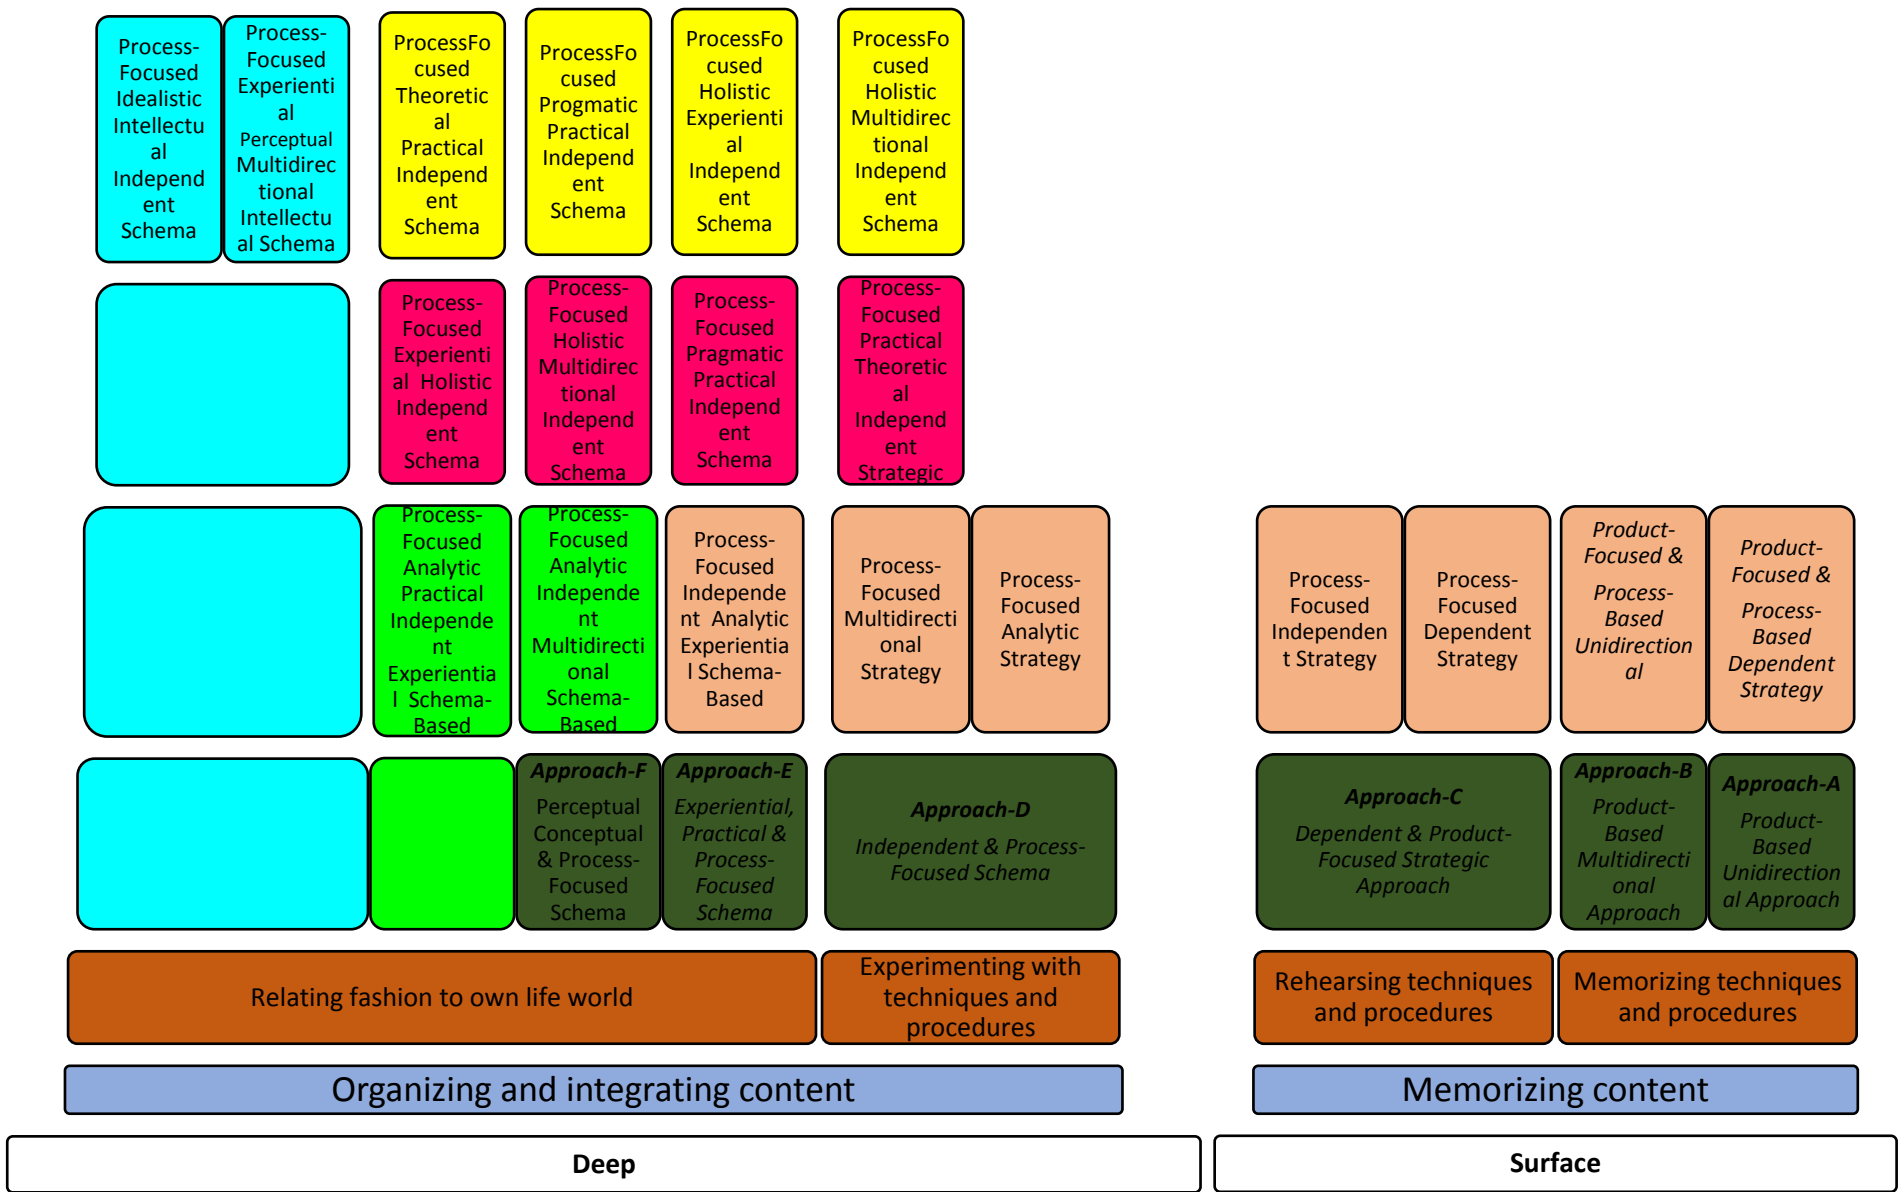 Process-
Focused
Idealistic
Intellectu
al
Independ
ent
Schema
Process-
Focused
Experienti
al
Perceptual
Multidirec
tional
Intellectu
al Schema
ProcessFo
cused
Theoretic
al
Practical
Independ
ent
Schema
ProcessFo
cused
Progmatic
Practical
Independ
ent
Schema
ProcessFo
cused
Holistic
Experienti
al
Independ
ent
Schema
ProcessFo
cused
Holistic
Multidirec
tional
Independ
ent
Schema
Process-
Focused
Experienti
al Holistic
Independ
ent
Schema
Process-
Focused
Holistic
Multidirec
tional
Independ
ent
Schema
Process-
Focused
Pragmatic
Practical
Independ
ent
Schema
Process-
Focused
Practical
Theoretic
al
Independ
ent
Strategic
Process-
Focused
Analytic
Practical
Independe
nt
Experientia
l Schema-
Based
Process-
Focused
Analytic
Independe
nt
Multidirecti
onal
Schema-
Based
Process-
Focused
Independe
nt Analytic
Experientia
l Schema-
Based
Process-
Focused
Multidirecti
onal
Strategy
Process-
Focused
Analytic
Strategy
Process-
Focused
Independen
t Strategy
Process-
Focused
Dependent
Strategy
Product-
Focused &
Process-
Based
Unidirection
al
Product-
Focused &
Process-
Based
Dependent
Strategy
Approach-F
Perceptual
Conceptual
& Process-
Focused
Schema
Approach-E
Experiential,
Practical &
Process-
Focused
Schema
Approach-D
Independent & Process-
Focused Schema
Approach-C
Dependent & Product-
Focused Strategic
Approach
Approach-B
Product-
Based
Multidirecti
onal
Approach
Approach-A
Product-
Based
Unidirection
al Approach
Relating fashion to own life world
Experimenting with
techniques and
procedures
Rehearsing techniques
and procedures
Memorizing techniques
and procedures
Organizing and integrating content
Memorizing content
Deep
Surface